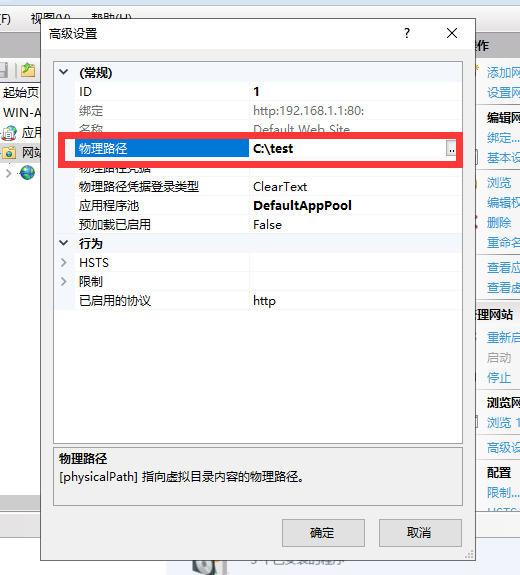 视图(V) 帮助(H)
高级设置
(常规)
ID 1
绑定 http:192.168.1.1:80:
名称 Default Web Site
物理路径 C:\test
物理路径凭据
物理路径凭据登录类型 ClearText
应用程序池 DefaultAppPool
预加载已启用 False
行为
HSTS
限制
已启用的协议 http
物理路径
[physicalPath] 指向虚拟目录内容的物理路径。
确定 取消
起始页
WIN-A
应用
网站
操作
添加网
设置网
编辑网
绑定...
基本设
浏览
编辑权
删除
重命名
查看应
查看虚
管理网站
重新启
启动
停止
浏览网
浏览
高级设
配置
限制...
HSTS